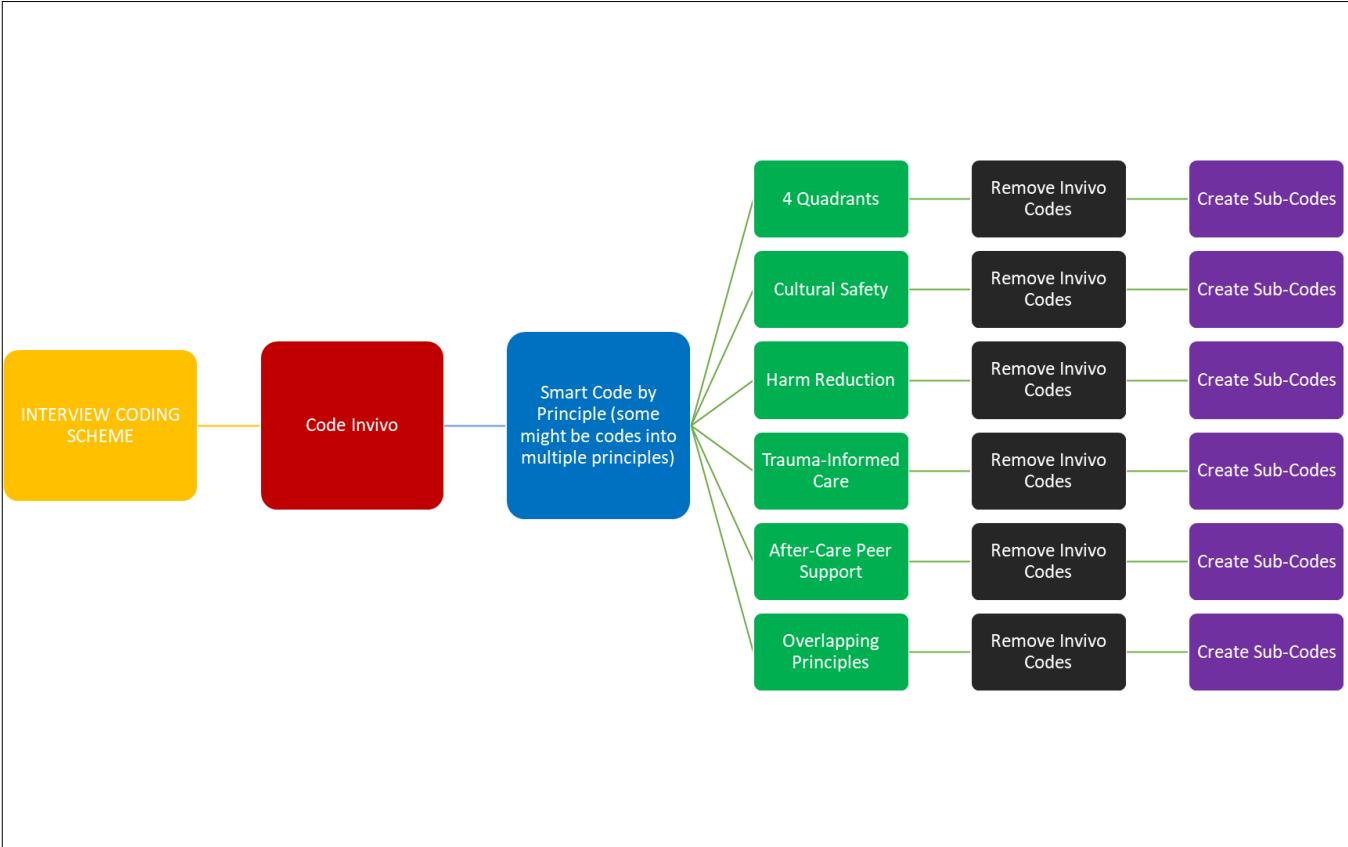 INTERVIEW CODING
SCHEME
Code Invivo
Smart Code by
Principle (some
might be codes into
multiple principles)
4 Quadrants
Remove Invivo
Codes
Create Sub-Codes
Cultural Safety
Remove Invivo
Codes
Create Sub-Codes
Harm Reduction
Remove Invivo
Codes
Create Sub-Codes
Trauma-Informed
Care
Remove Invivo
Codes
Create Sub-Codes
After-Care Peer
Support
Remove Invivo
Codes
Create Sub-Codes
Overlapping
Principles
Remove Invivo
Codes
Create Sub-Codes